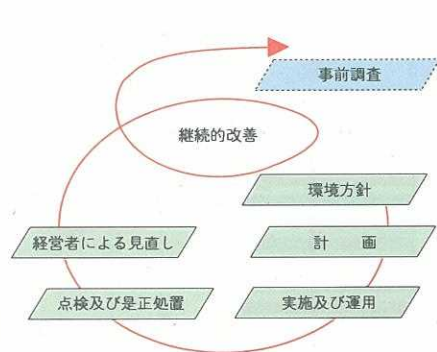 事前調査
継続的改善
環境方針
計　画
実施及び運用
点検及び是正処置
経営者による見直し